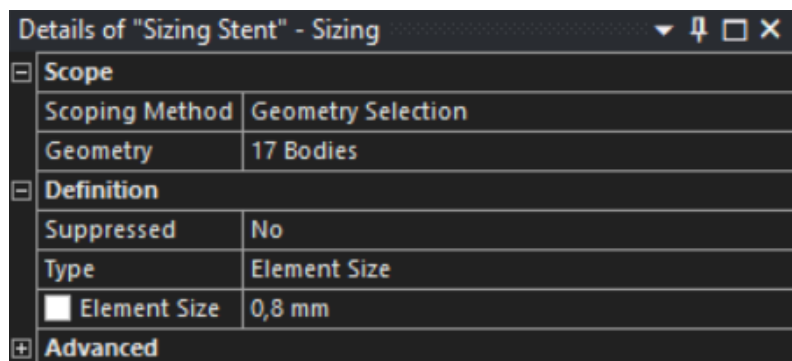 Details of "Sizing Stent" - Sizing
Scope
Scoping Method Geometry Selection
Geometry 17 Bodies
Definition
Suppressed No
Type Element Size
Element Size 0,8 mm
Advanced